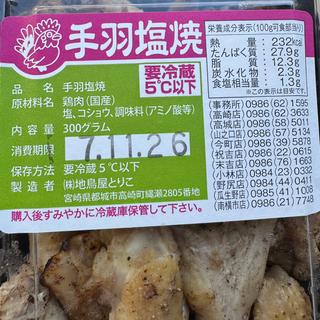 手羽塩焼
要冷蔵
5℃以下
品名 手羽塩焼
原材料名 鶏肉(国産)
塩、コショウ、調味料(アミノ酸等)
内容量 300グラム
消費期限 7.11.26
保存方法 要冷蔵5℃以下
製造者 ㈱地鳥屋とりこ
宮崎県都城市高崎町縄瀬2805番地
購入後すみやかに冷蔵庫保管して下さい。
栄養成分表示(100g可食部当り)
熱量 232kcal
たんぱく質 27.9g
脂質 12.3g
炭水化物 2.3g
食塩相当量 1.3g
(事務所) 0986(62)1595
(高崎店) 0986(62)3633
(高城店) 0986(58)5011
(山之口店) 0986(57)5134
(今町店) 0986(39)5878
(祝吉店) 0986(22)6162
(末吉店) 0986(76)1663
(小林店) 0984(23)0332
(野尻店) 0984(44)0411
(瓜生野店) 0985(41)1008
(南横市店) 0986(21)7748